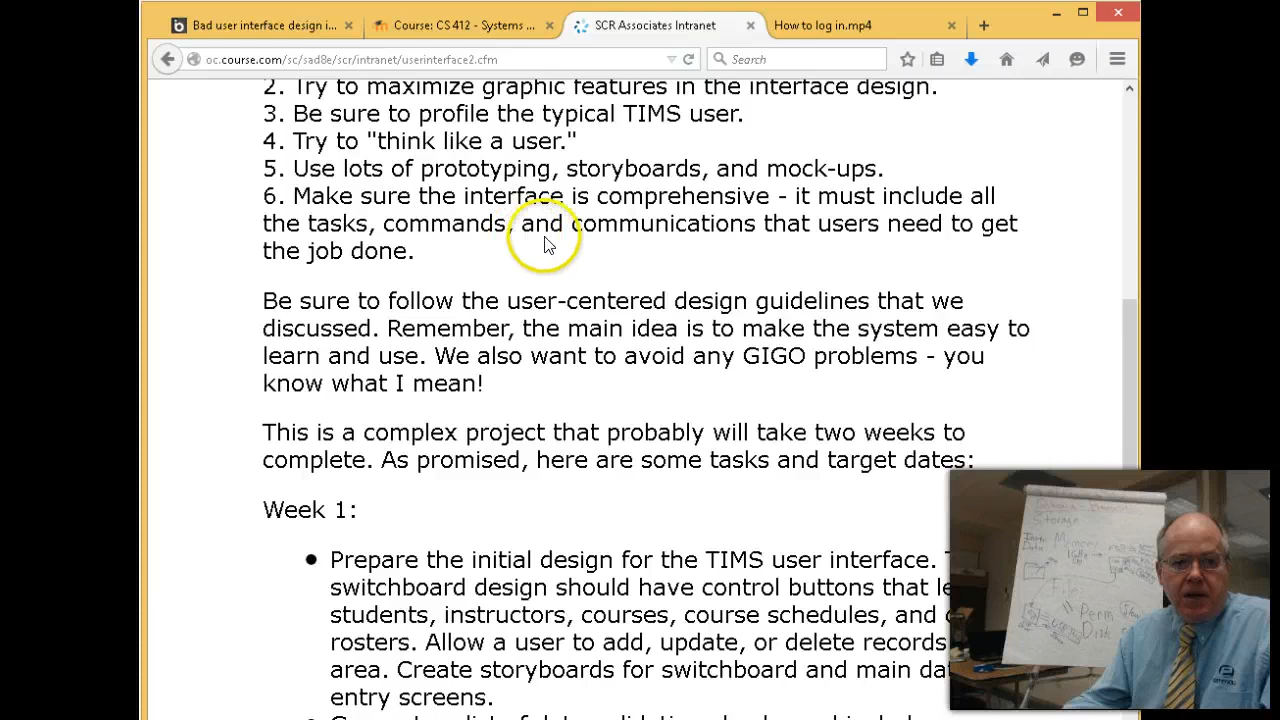 Bad user interface design i...
Course: CS 412 - Systems ...
SCR Associates Intranet
How to log in.mp4
oc.course.com/sc/sad8e/scr/intranet/userinterface2.cfm
Search
2. Try to maximize graphic features in the interface design.
3. Be sure to profile the typical TIMS user.
4. Try to "think like a user."
5. Use lots of prototyping, storyboards, and mock-ups.
6. Make sure the interface is comprehensive - it must include all
the tasks, commands, and communications that users need to get
the job done.
Be sure to follow the user-centered design guidelines that we
discussed. Remember, the main idea is to make the system easy to
learn and use. We also want to avoid any GIGO problems - you
know what I mean!
This is a complex project that probably will take two weeks to
complete. As promised, here are some tasks and target dates:
Week 1:
Prepare the initial design for the TIMS user interface.
switchboard design should have control buttons that
students, instructors, courses, course schedules, and
rosters. Allow a user to add, update, or delete records
area. Create storyboards for switchboard and main
entry screens.
Storage
Memory
File
Perm
Disk